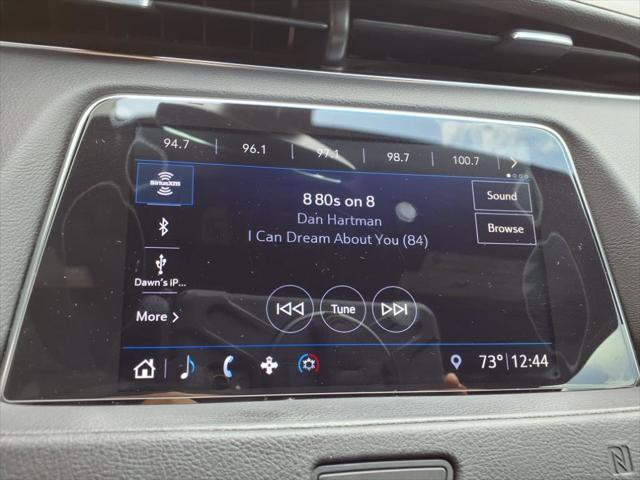 94.7 96.1 97.1 98.7 100.7
SiriusXM
8 80s on 8
Dan Hartman
I Can Dream About You (84)
Sound
Browse
Dawn's iP...
More
Tune
73° 12:44